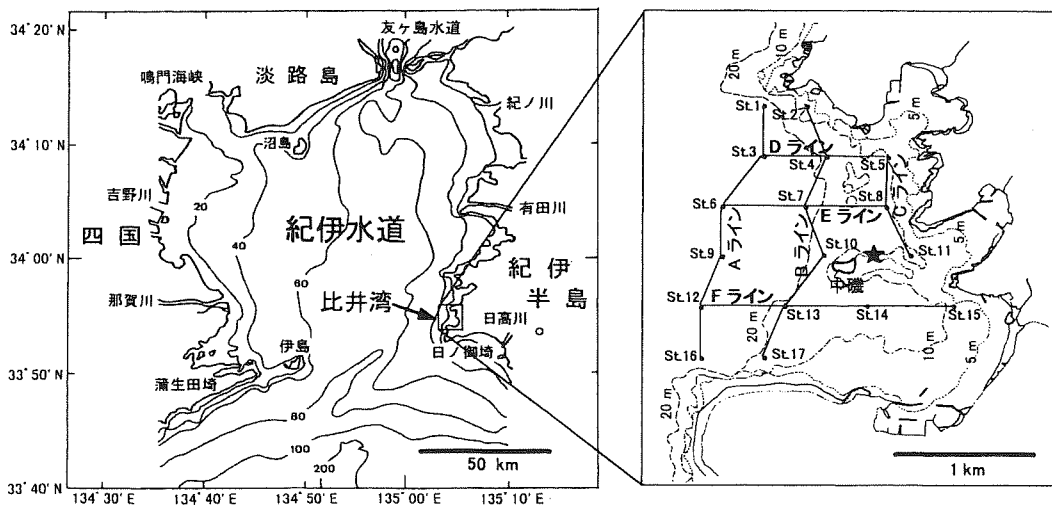 34°20'N
34°10'N
34°00'N
33°50'N
33°40'N
134°30'E
134°40'E
134°50'E
135°00'E
135°10'E
友ヶ島水道
鳴門海峡
淡路島
紀ノ川
沼島
吉野川
20
有田川
四国
40
紀伊水道
60
紀伊
半島
那賀川
比井湾
日高川
伊島
日ノ御埼
蒲生田埼
80
100
200
50 km
20 m
10 m
5 m
St.1
St.2
St.3
Dライン
St.4
St.5
St.6
St.7
St.8
Cライン
Eライン
Aライン
Bライン
St.9
St.10
St.11
5 m
中磯
St.12
Fライン
St.13
St.14
St.15
St.16
20 m
St.17
10 m
5 m
20 m
1 km